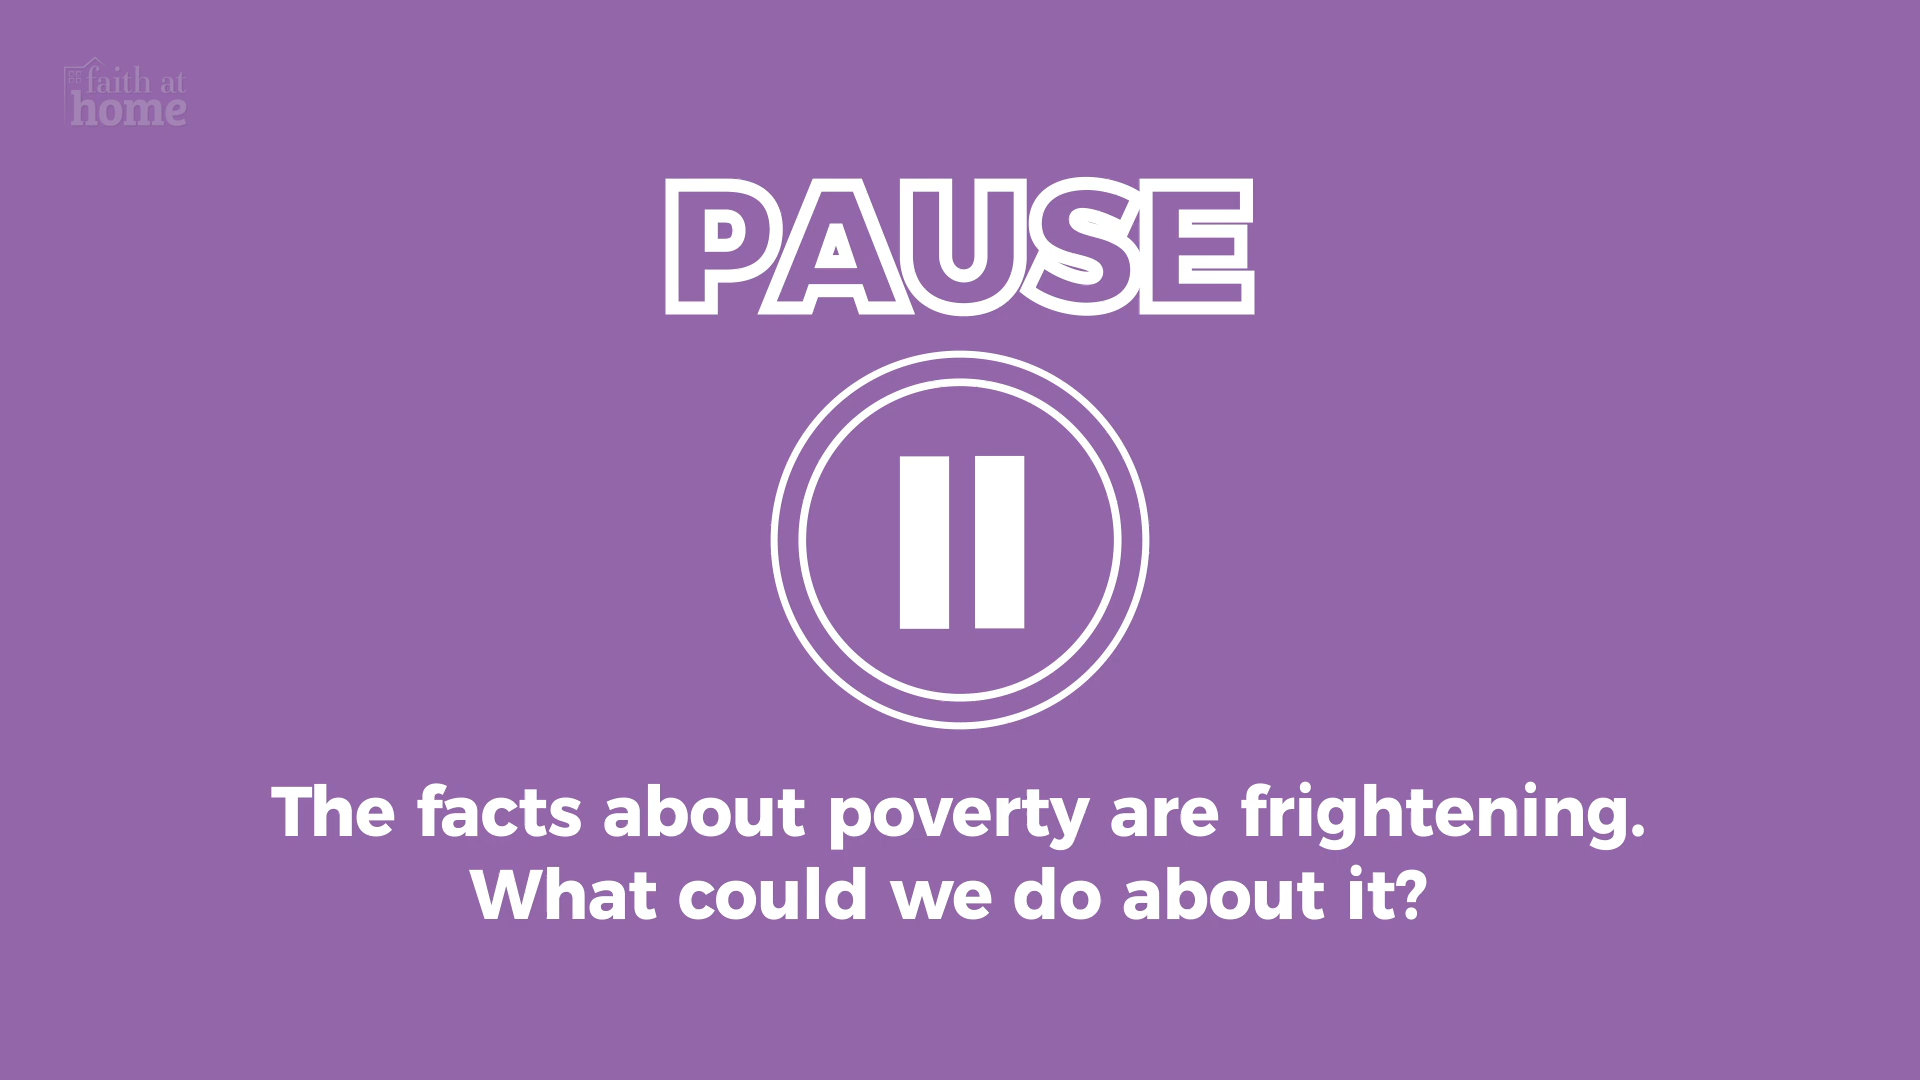 faith at
home
PAUSE
The facts about poverty are frightening.
What could we do about it?